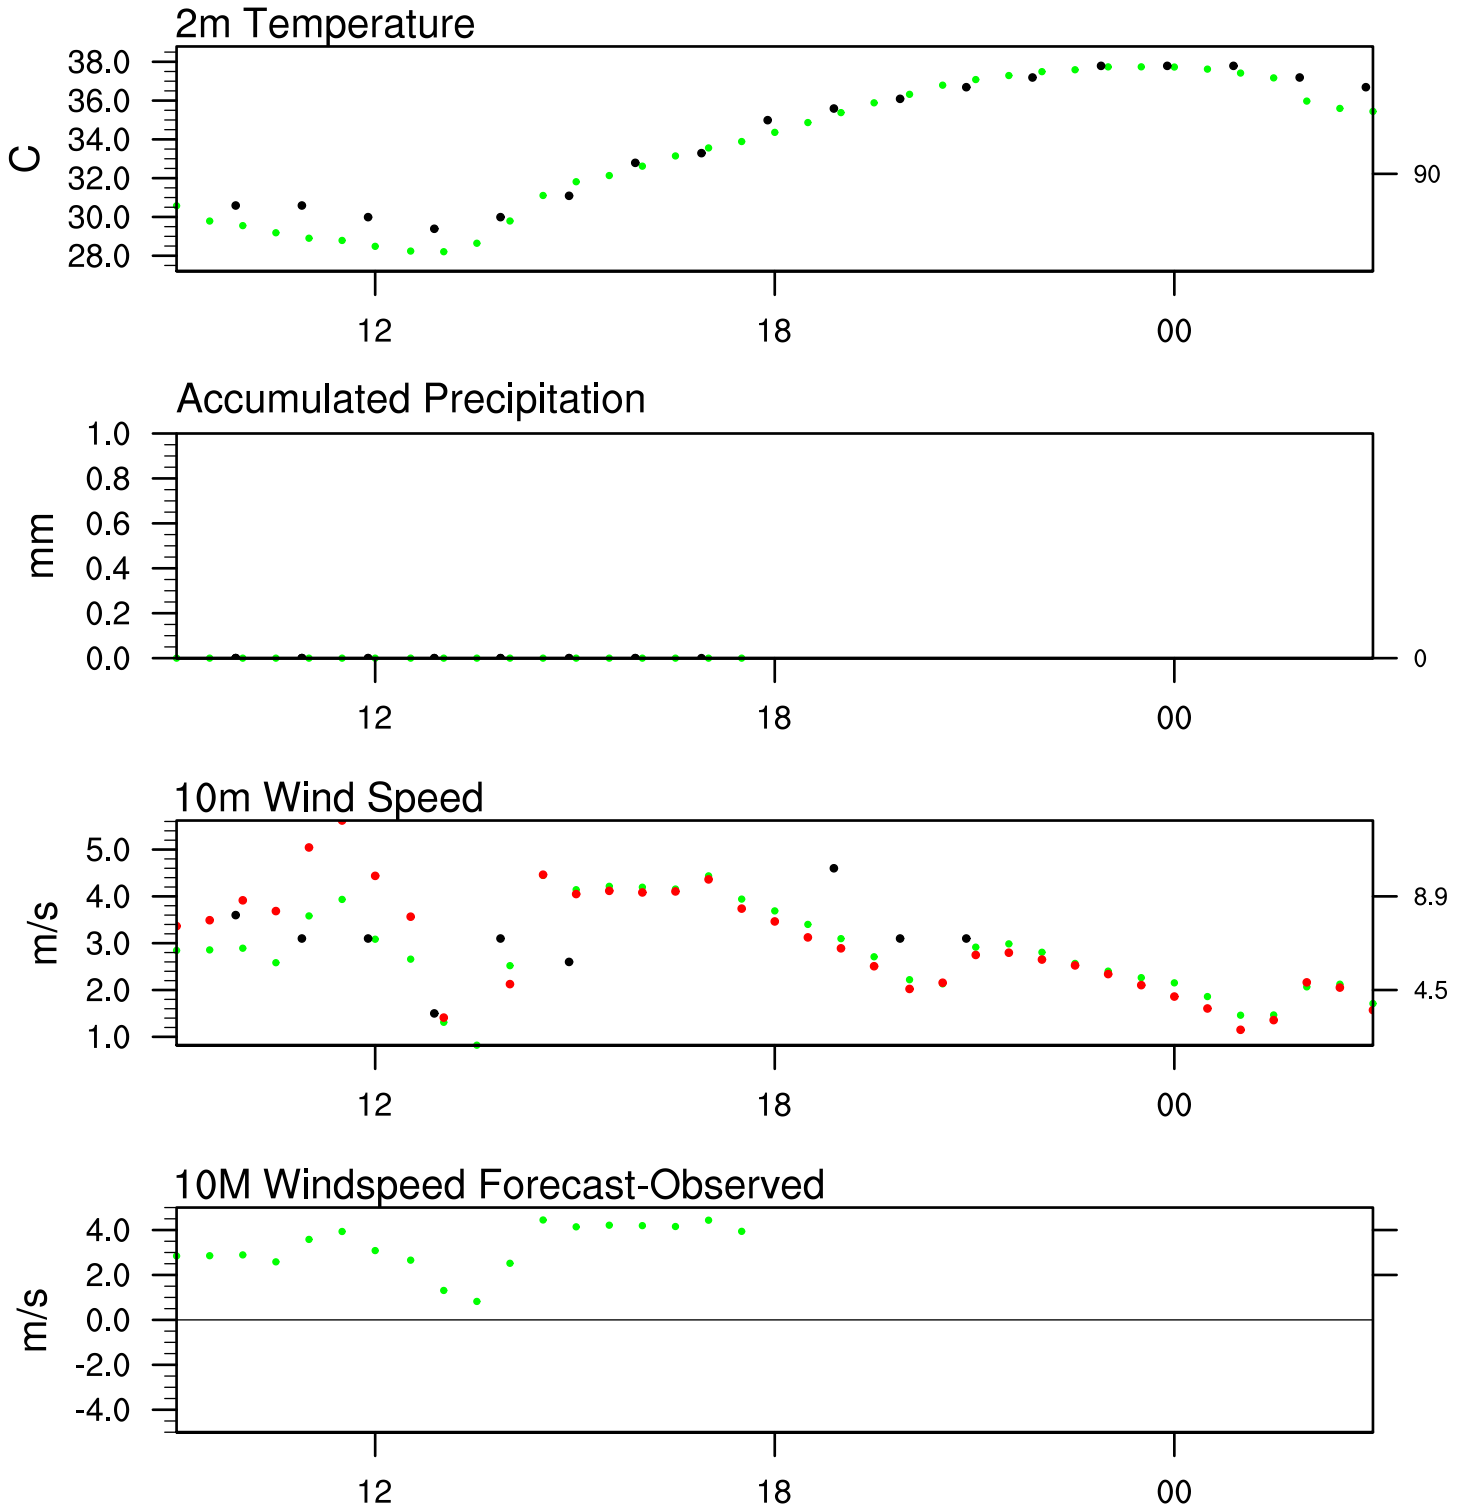 2m Temperature
38.0
36.0
34.0
32.0
30.0
28.0
C
90
12 18 00
Accumulated Precipitation
1.0
0.8
0.6
0.4
0.2
0.0
mm
0
12 18 00
10m Wind Speed
5.0
4.0
3.0
2.0
1.0
m/s
8.9
4.5
12 18 00
10M Windspeed Forecast-Observed
4.0
2.0
0.0
-2.0
-4.0
m/s
12 18 00